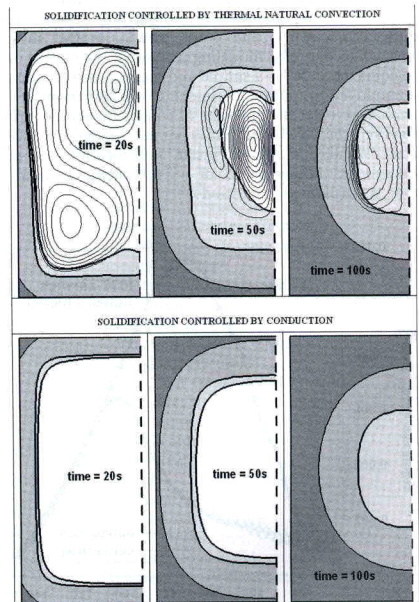 SOLIDIFICATION CONTROLLED BY THERMAL NATURAL CONVECTION
time = 20s
time = 50s
time = 100s
SOLIDIFICATION CONTROLLED BY CONDUCTION
time = 20s
time = 50s
time = 100s